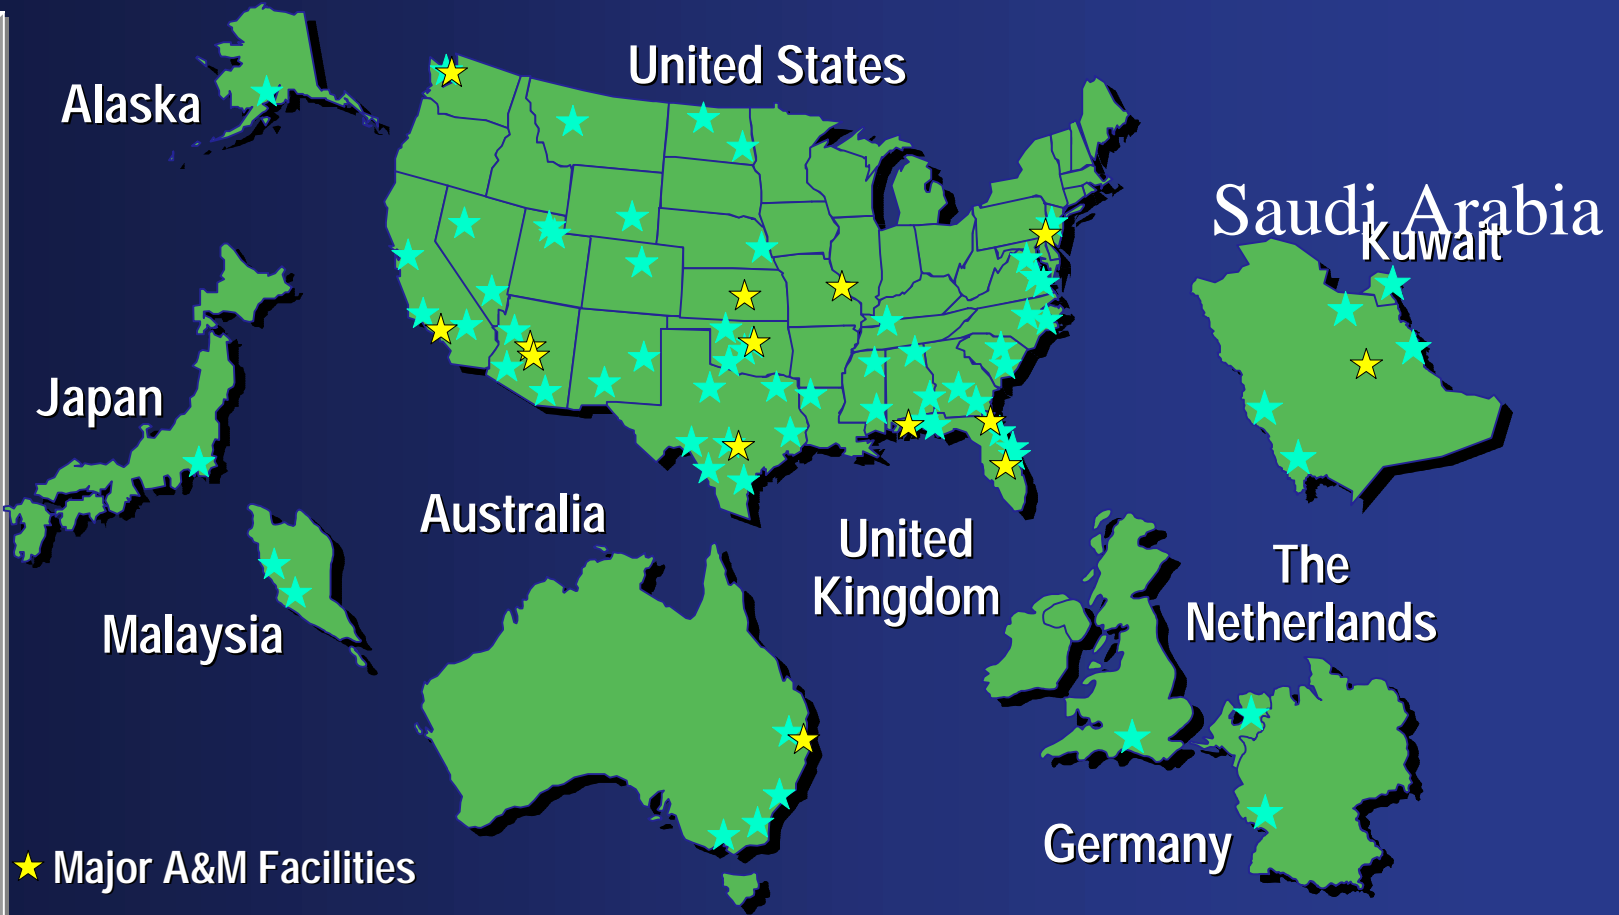 United States
Alaska
Saudi Arabia
Kuwait
Japan
Australia
United
Kingdom
The
Netherlands
Malaysia
Germany
Major A&M Facilities